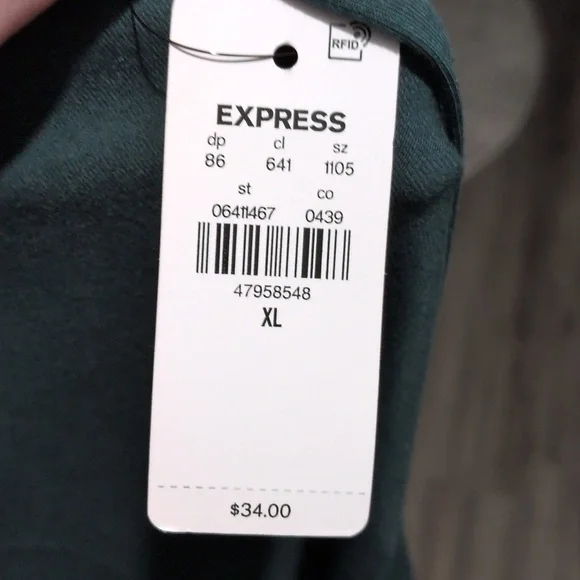 RFID
EXPRESS
dp cl sz
86 641 1105
st co
06411467 0439
47958548
XL
$34.00